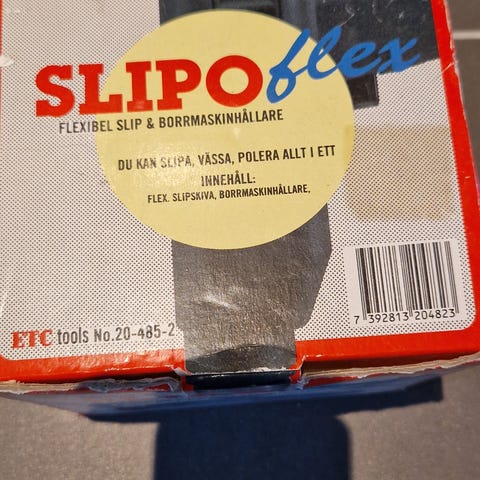 SLIPOflex
FLEXIBEL SLIP & BORRMASKINHÅLLARE
DU KAN SLIPA, VÄSSA, POLERA ALLT I ETT
INNEHÅLL:
FLEX. SLIPSKIVA, BORRMASKINHÅLLARE,
ETC tools No.20-485-2
7 392813 204823